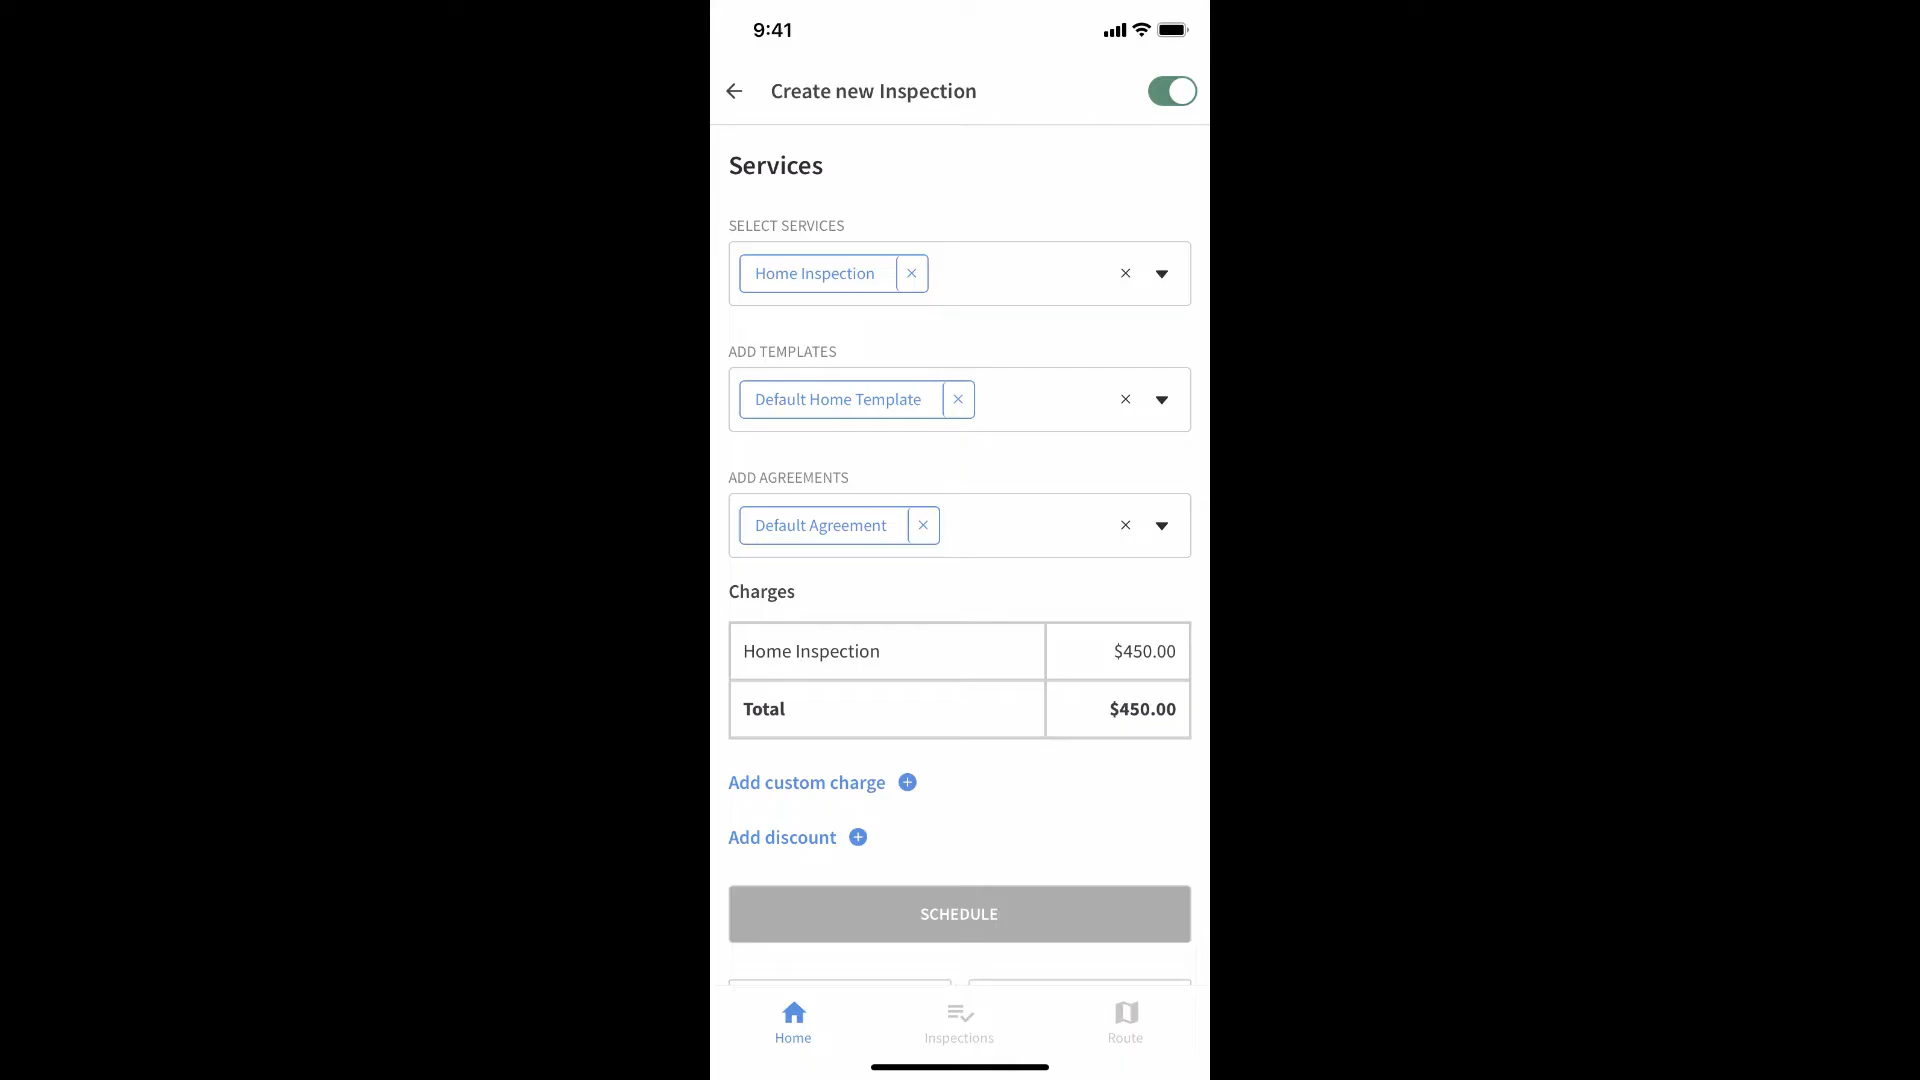 9:41
Create new Inspection
Services
SELECT SERVICES
Home Inspection
ADD TEMPLATES
Default Home Template
ADD AGREEMENTS
Default Agreement
Charges
Home Inspection $450.00
Total $450.00
Add custom charge
Add discount
SCHEDULE
Home Inspections Route